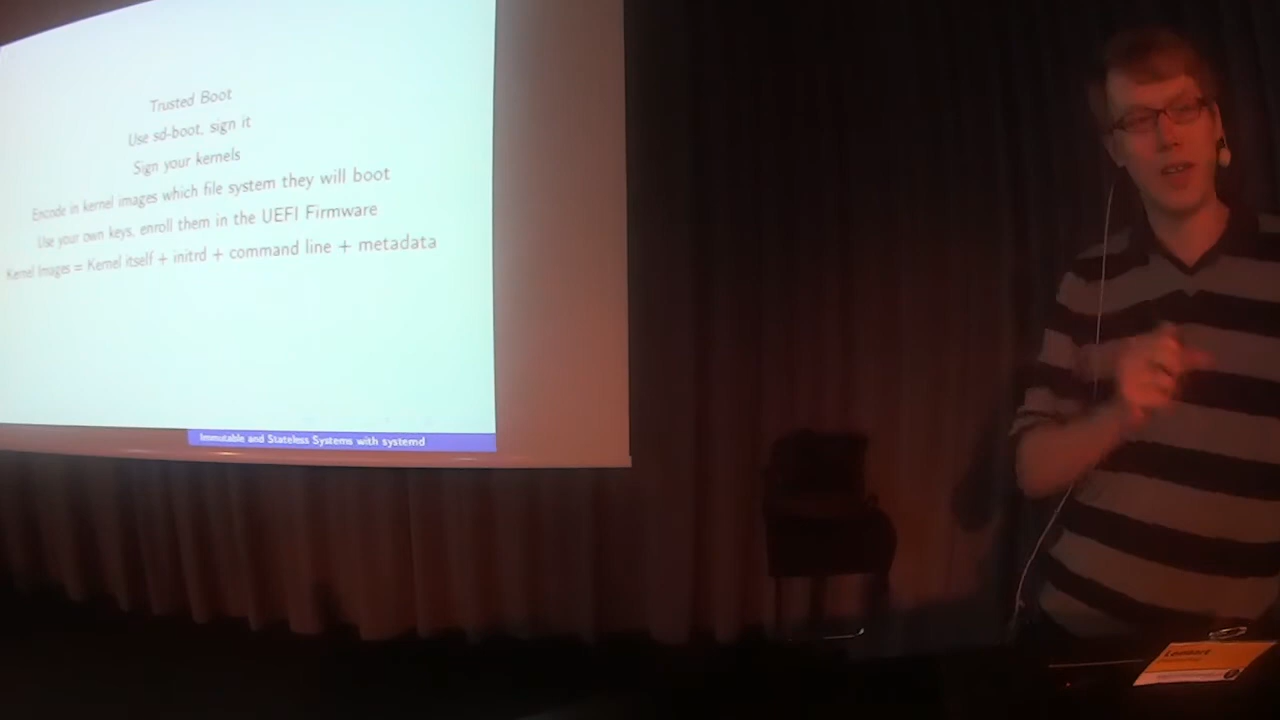 Trusted Boot
Use sd-boot, sign it
Sign your kernels
Encode in kernel images which file system they will boot
Use your own keys, enroll them in the UEFI Firmware
Kernel Images = Kernel itself + initrd + command line + metadata
Immutable and Stateless Systems with systemd
Lennart